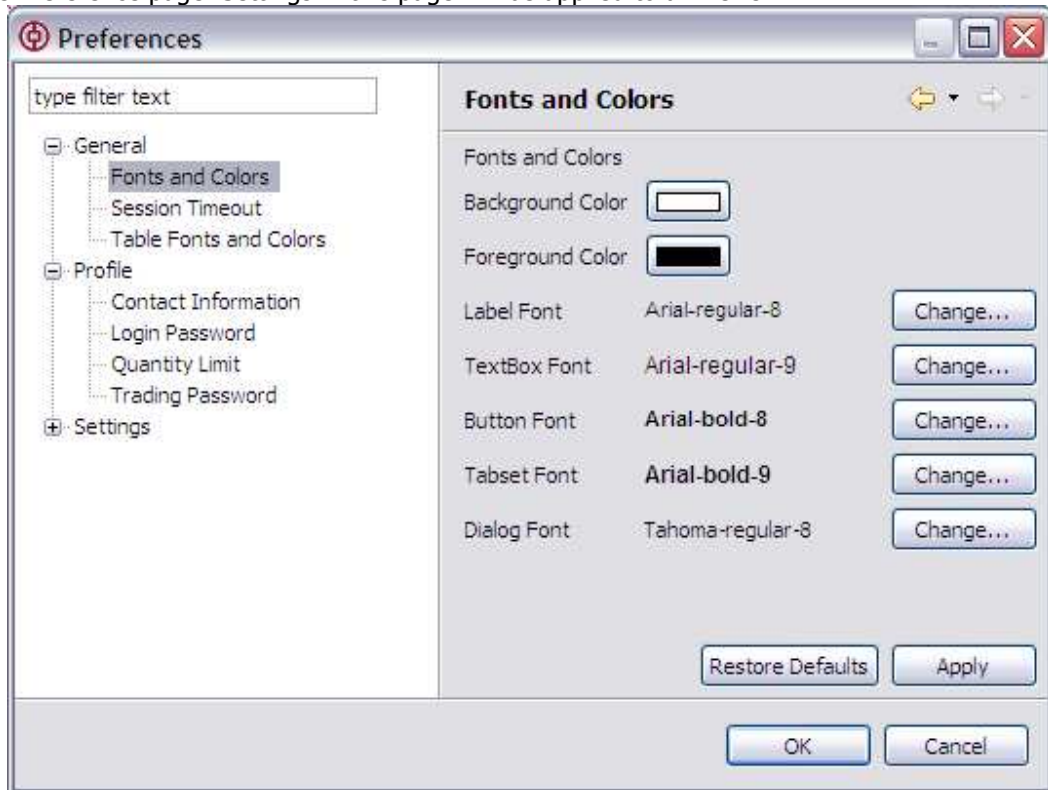 Preferences
type filter text
General
Fonts and Colors
Session Timeout
Table Fonts and Colors
Profile
Contact Information
Login Password
Quantity Limit
Trading Password
Settings
Fonts and Colors
Fonts and Colors
Background Color
Foreground Color
Label Font Arial-regular-8 Change...
TextBox Font Arial-regular-9 Change...
Button Font Arial-bold-8 Change...
Tabset Font Arial-bold-9 Change...
Dialog Font Tahoma-regular-8 Change...
Restore Defaults Apply
OK Cancel